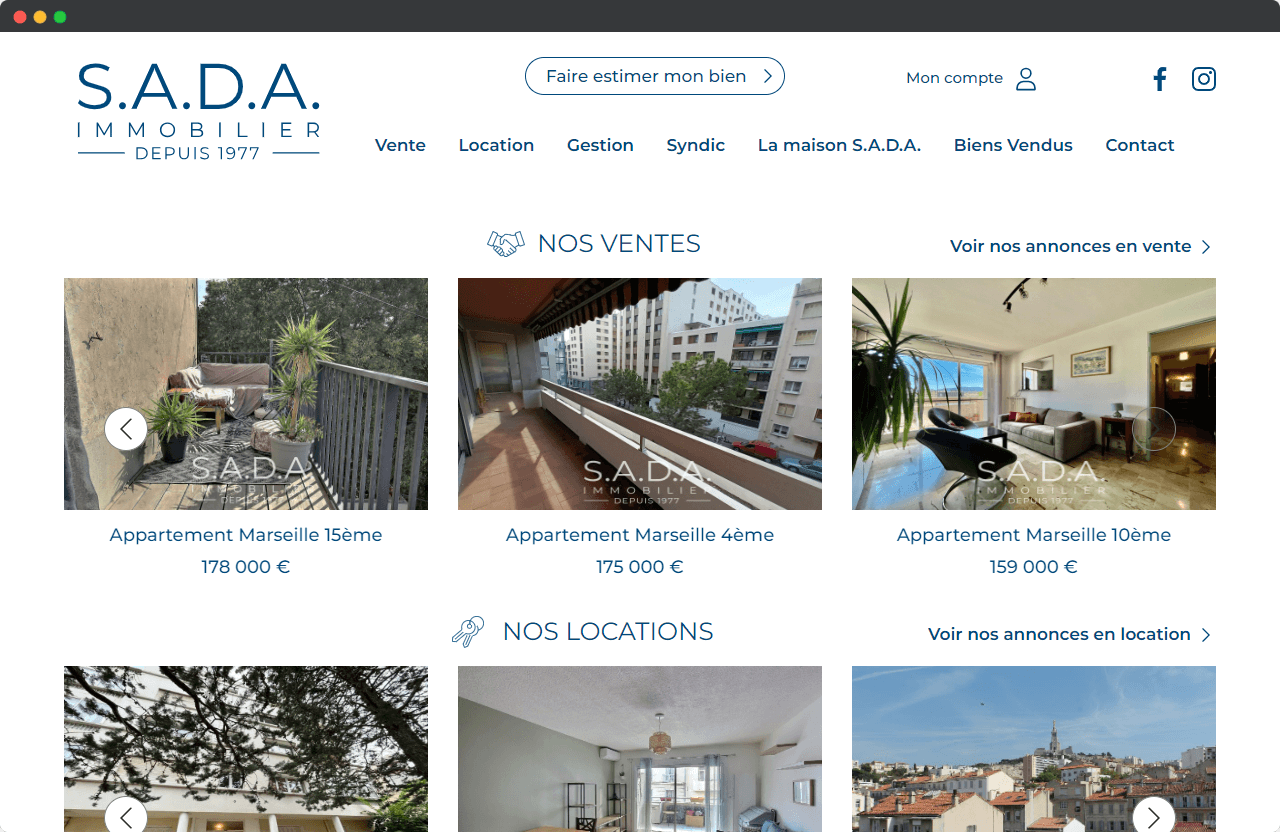 S.A.D.A.
IMMOBILIER
DEPUIS 1977
Faire estimer mon bien
Mon compte
Vente Location Gestion Syndic La maison S.A.D.A. Biens Vendus Contact
NOS VENTES
Voir nos annonces en vente
S.A.D.A.
IMMOBILIER
DEPUIS 1977
S.A.D.A.
IMMOBILIER
DEPUIS 1977
S.A.D.A.
IMMOBILIER
DEPUIS 1977
Appartement Marseille 15ème
178 000 €
Appartement Marseille 4ème
175 000 €
Appartement Marseille 10ème
159 000 €
NOS LOCATIONS
Voir nos annonces en location